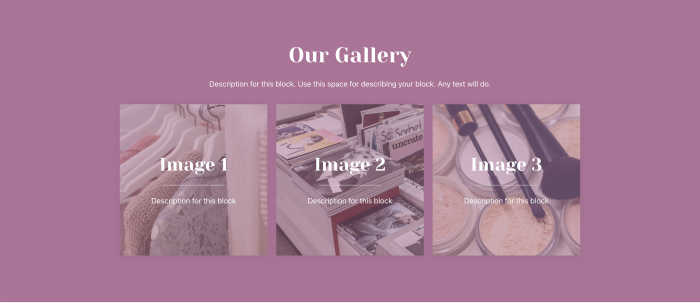 Our Gallery
Description for this block. Use this space for describing your block. Any text will do.
Image 1
Description for this block
Image 2
Description for this block
Image 3
Description for this block
uncrate